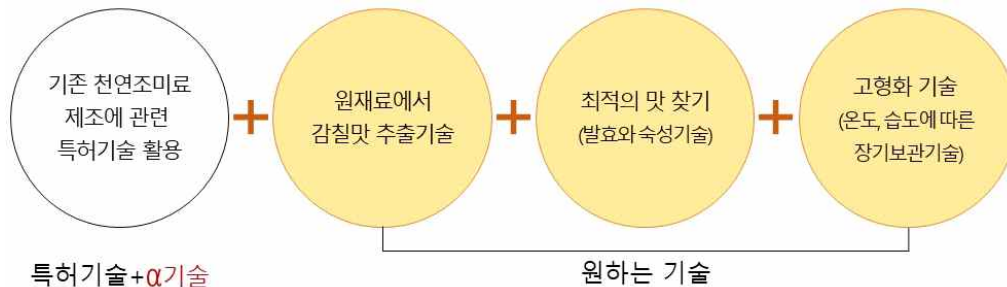 기존 천연조미료
제조에 관련
특허기술 활용
+
원재료에서
감칠맛 추출기술
+
최적의 맛 찾기
(발효와 숙성기술)
+
고형화 기술
(온도, 습도에 따른
장기보관기술)
특허기술+α기술
원하는 기술